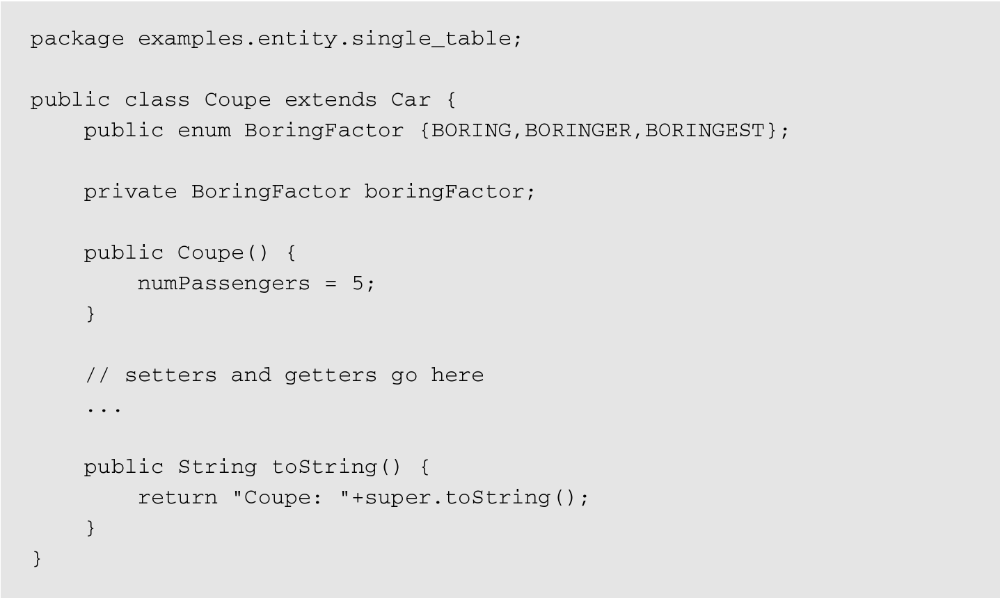 package examples.entity.single_table;

public class Coupe extends Car {
    public enum BoringFactor {BORING,BORINGER,BORINGEST};

    private BoringFactor boringFactor;

    public Coupe() {
        numPassengers = 5;
    }

    // setters and getters go here
    ...

    public String toString() {
        return "Coupe: "+super.toString();
    }
}